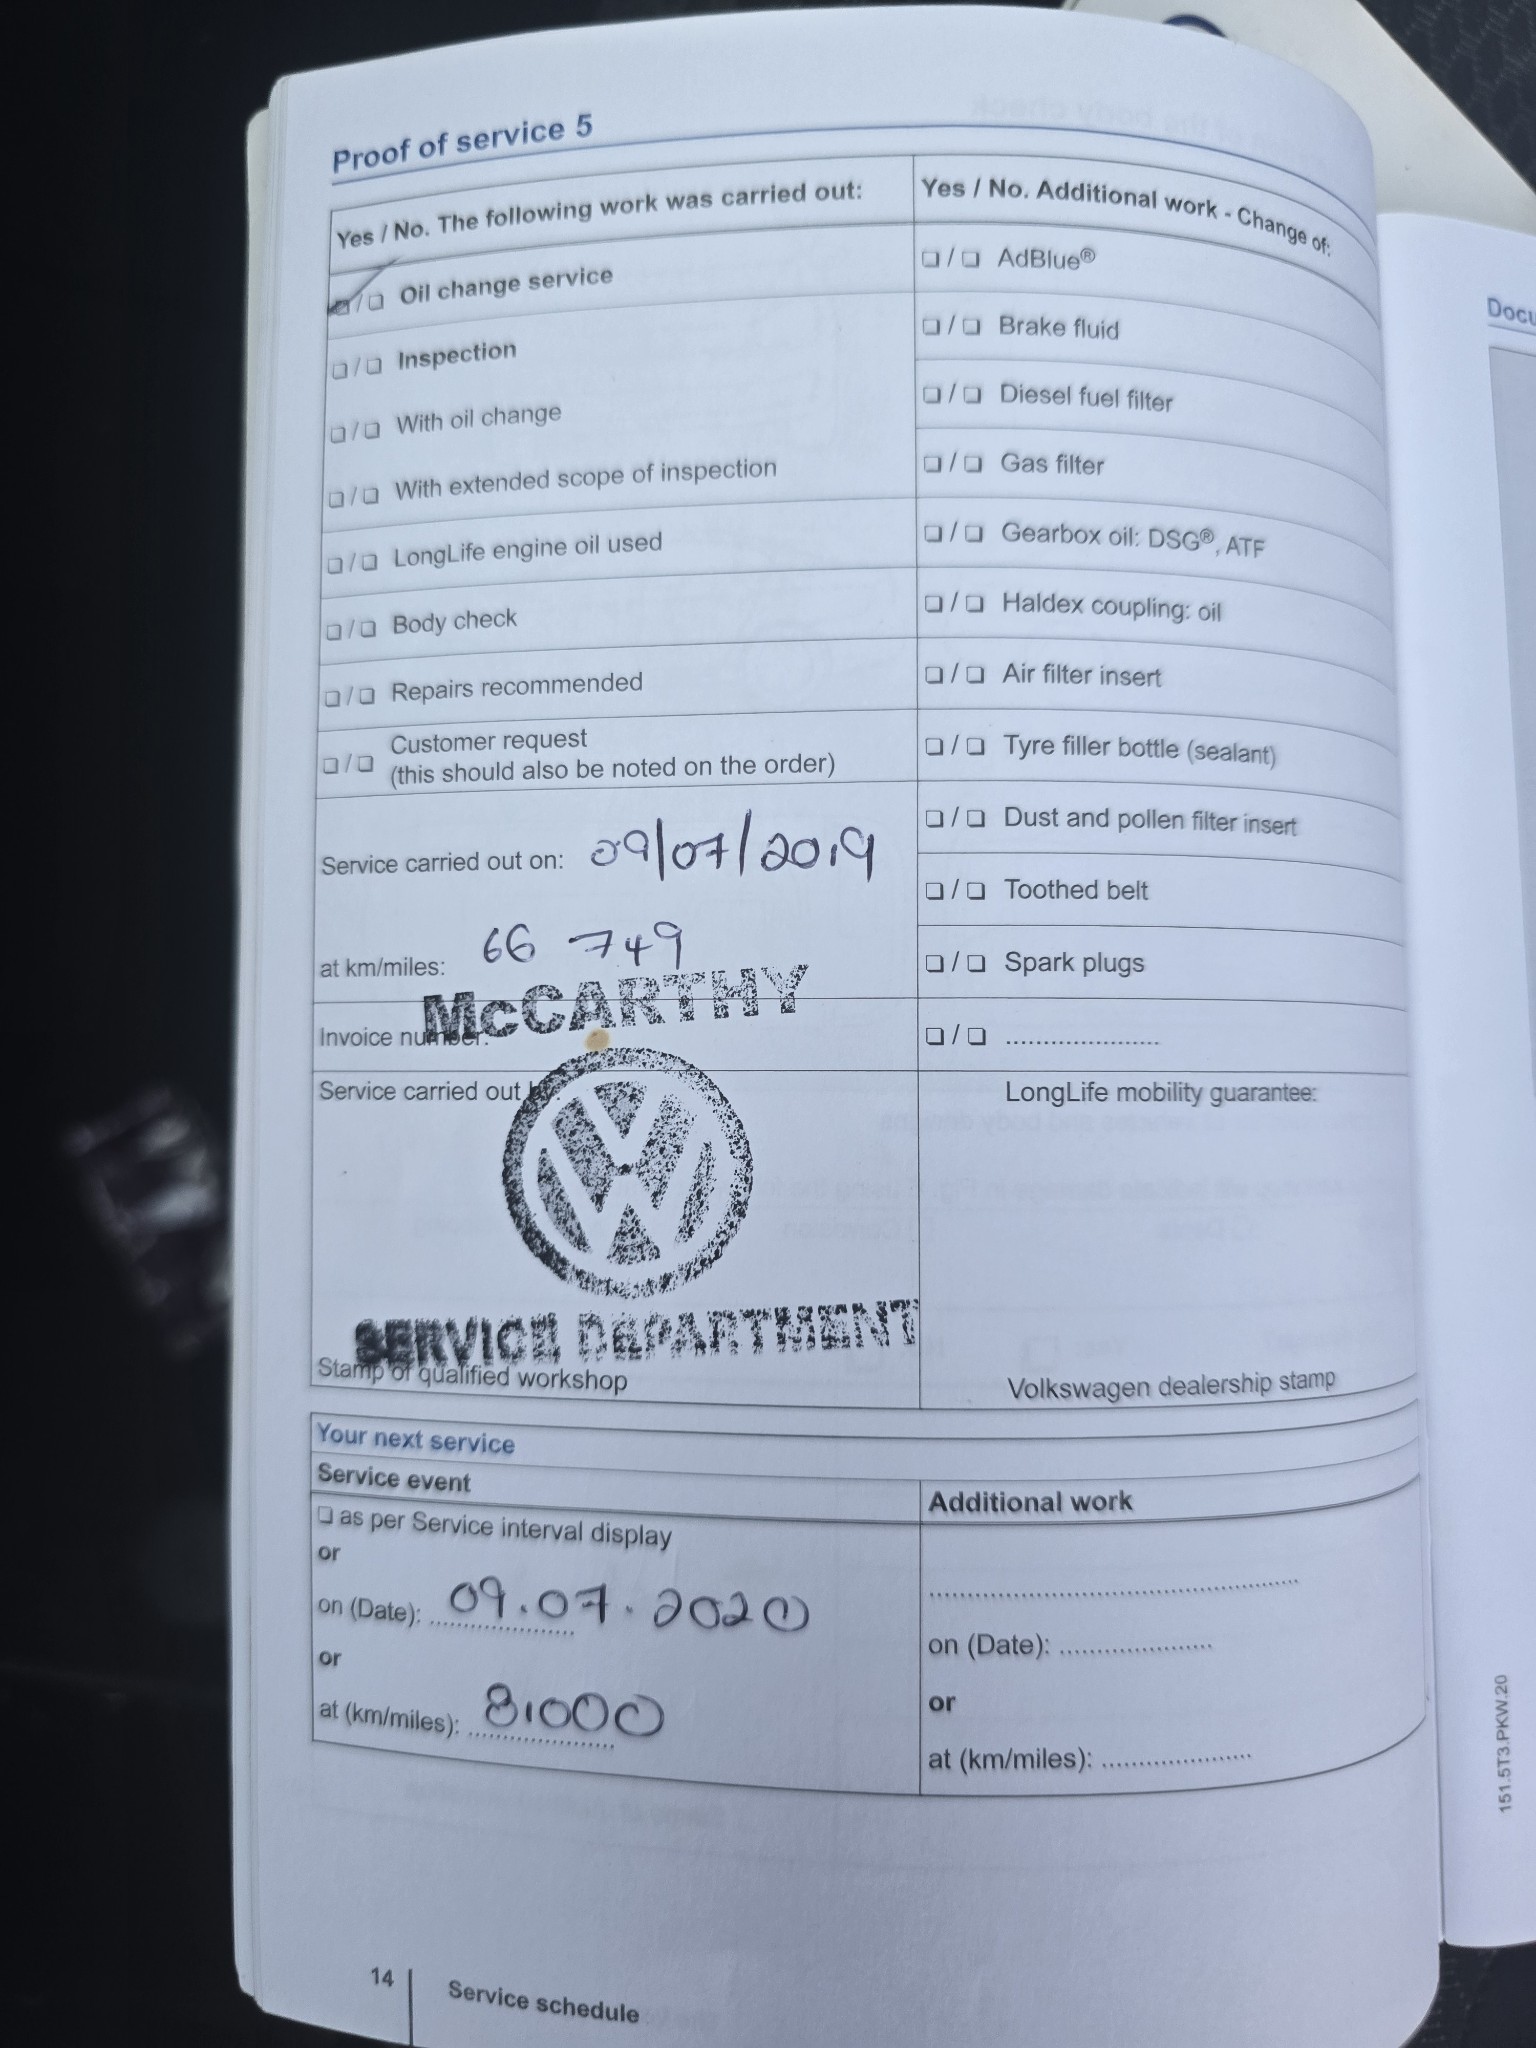 Proof of service 5
Yes / No. The following work was carried out:
❏ / ❏ Oil change service
❏ / ❏ Inspection
❏ / ❏ With oil change
❏ / ❏ With extended scope of inspection
❏ / ❏ LongLife engine oil used
❏ / ❏ Body check
❏ / ❏ Repairs recommended
❏ / ❏ Customer request
(this should also be noted on the order)
Service carried out on: 09/07/2019
at km/miles: 66 749
McCARTHY
Invoice number:
Service carried out by:
SERVICE DEPARTMENT
Stamp of qualified workshop
Yes / No. Additional work - Change of:
❏ / ❏ AdBlue®
❏ / ❏ Brake fluid
❏ / ❏ Diesel fuel filter
❏ / ❏ Gas filter
❏ / ❏ Gearbox oil: DSG®, ATF
❏ / ❏ Haldex coupling: oil
❏ / ❏ Air filter insert
❏ / ❏ Tyre filler bottle (sealant)
❏ / ❏ Dust and pollen filter insert
❏ / ❏ Toothed belt
❏ / ❏ Spark plugs
❏ / ❏ .....................
LongLife mobility guarantee:
Volkswagen dealership stamp
Your next service
Service event
❏ as per Service interval display
or
on (Date): 09.07.2020
or
at (km/miles): 81000
Additional work
on (Date): .....................
or
at (km/miles): .....................
14
Service schedule
151.5T3.PKW.20